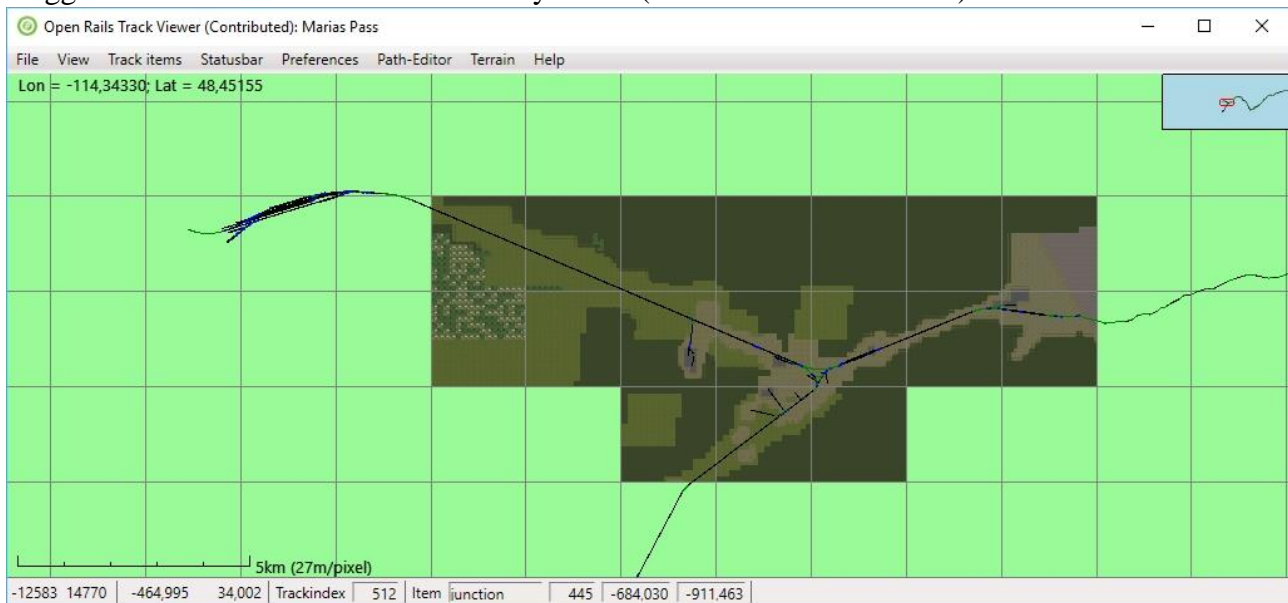 Open Rails Track Viewer (Contributed): Marias Pass
File View Track items Statusbar Preferences Path-Editor Terrain Help
Lon = -114,34330; Lat = 48,45155
5km (27m/pixel)
-12583 14770 -464,995 34,002 Trackindex 512 Item junction 445 -684,030 -911,463